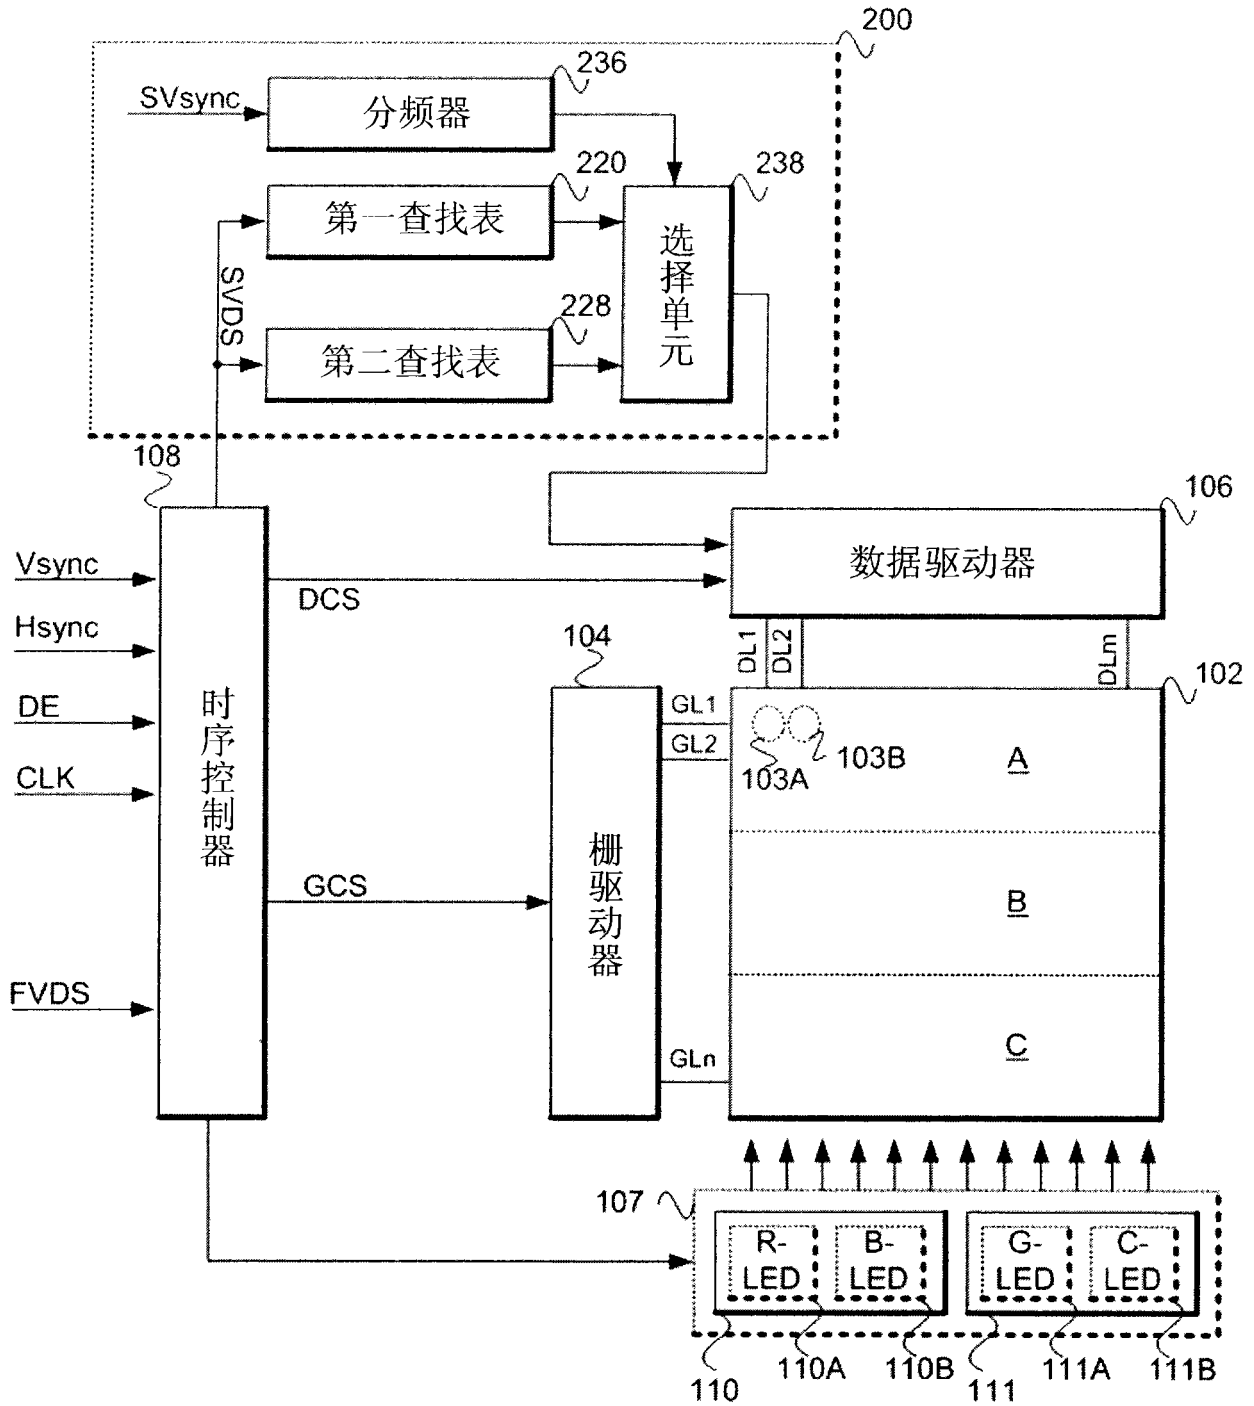 200
236
SVsync
分频器
220
238
第一查找表
选择单元
SVDS
228
第二查找表
108
106
Vsync
数据驱动器
DCS
Hsync
104
DL1
DL2
DLm
102
时序控制器
GL1
DE
GL2
103B
103A
A
CLK
栅驱动器
GCS
B
FVDS
C
GLn
107
R-LED
B-LED
G-LED
C-LED
110
110A
110B
111
111A
111B